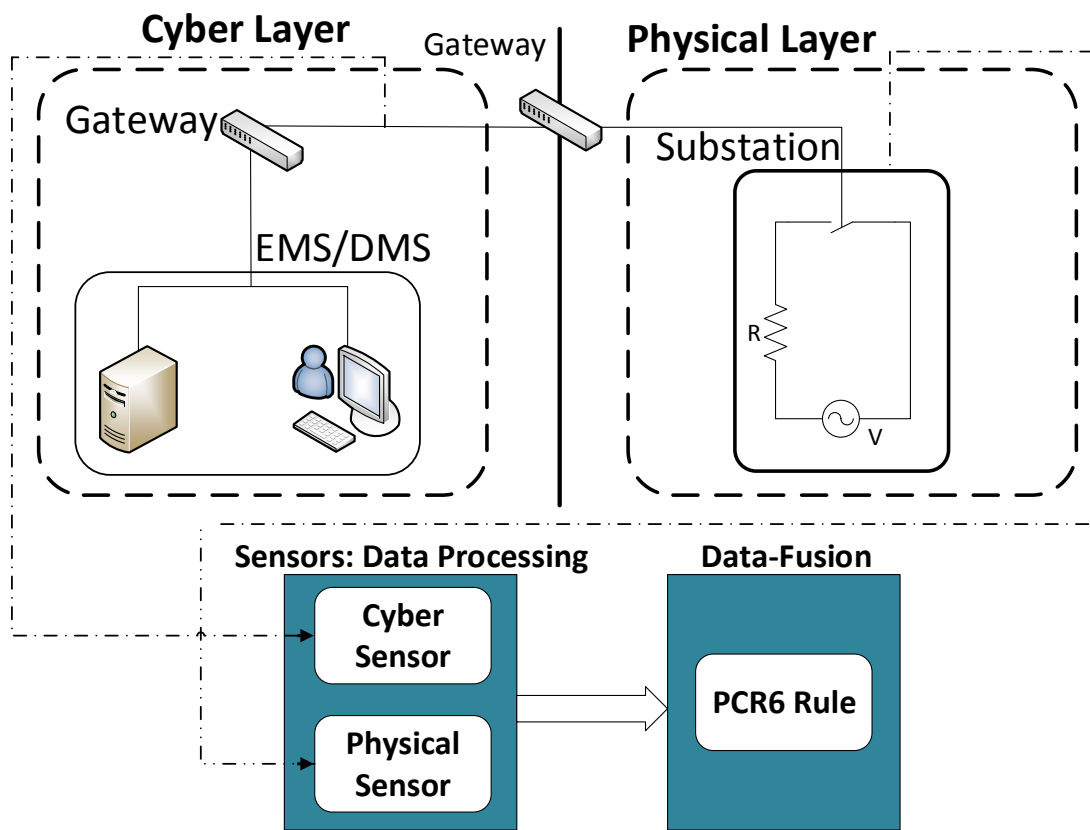 Cyber Layer
Gateway
Physical Layer
Gateway
Substation
EMS/DMS
R
V
Sensors: Data Processing
Data-Fusion
Cyber
Sensor
PCR6 Rule
Physical
Sensor